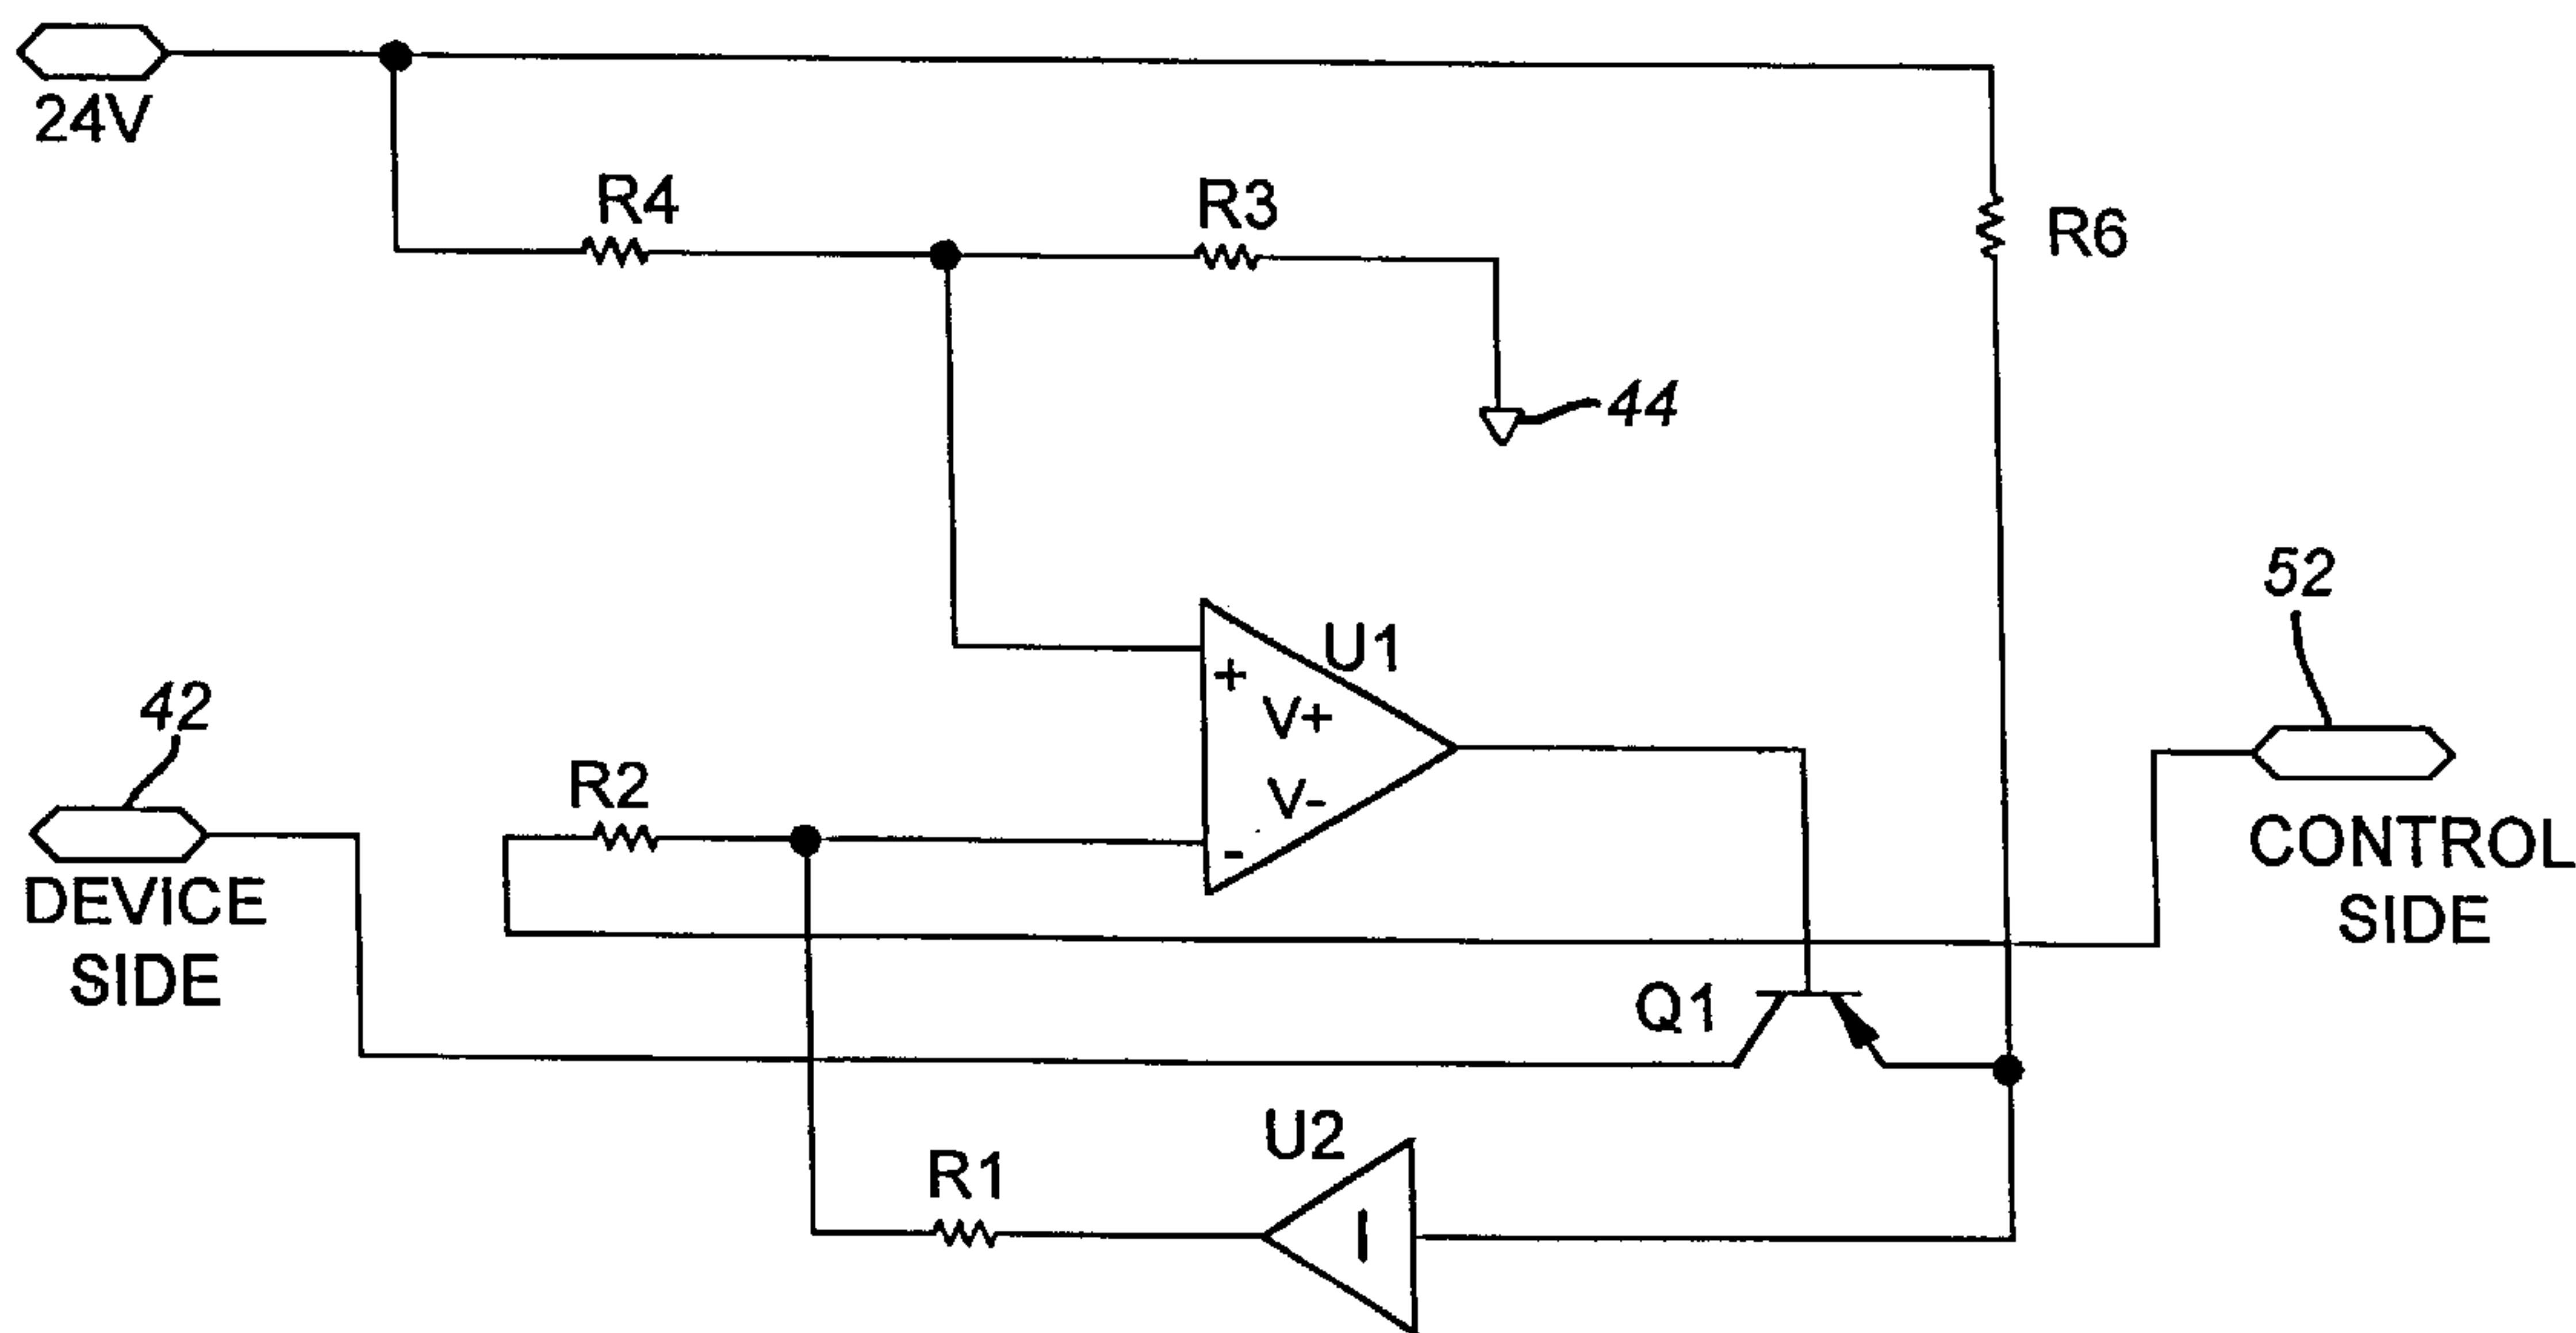 24V
R4
R3
R6
44
52
U1
+
V+
42
R2
V-
-
DEVICE
SIDE
CONTROL
SIDE
Q1
U2
R1
I